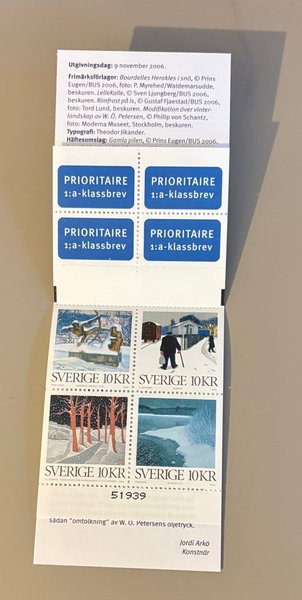 Utgivningsdag: 9 november 2006.
Frimärksförlagor: Bourdelles Herakles i snö, © Prins
Eugen/BUS 2006, foto: P. Myrehed/Waldemarsudde,
beskuren. LelleKalle, © Sven Ljungberg/BUS 2006,
beskuren. Rimfrost på is, © Gustaf Fjaestad/BUS 2006,
foto: Tord Lund, beskuren. Modifikation över vinter-
landskap av W. Ö. Petersen, © Philip von Schantz,
foto: Moderna Museet, Stockholm, beskuren.
Typografi: Theodor Jikander.
Häftesomslag: Gamla pilen, © Prins Eugen/BUS 2006,
PRIORITAIRE
1:a-klassbrev
PRIORITAIRE
1:a-klassbrev
PRIORITAIRE
1:a-klassbrev
PRIORITAIRE
1:a-klassbrev
SVERIGE 10KR
SVERIGE 10KR
SVERIGE 10KR
SVERIGE 10KR
51939
sådan "omtolkning" av W. Ö. Petersens oljetryck.
Jordi Arkö
Konstnär